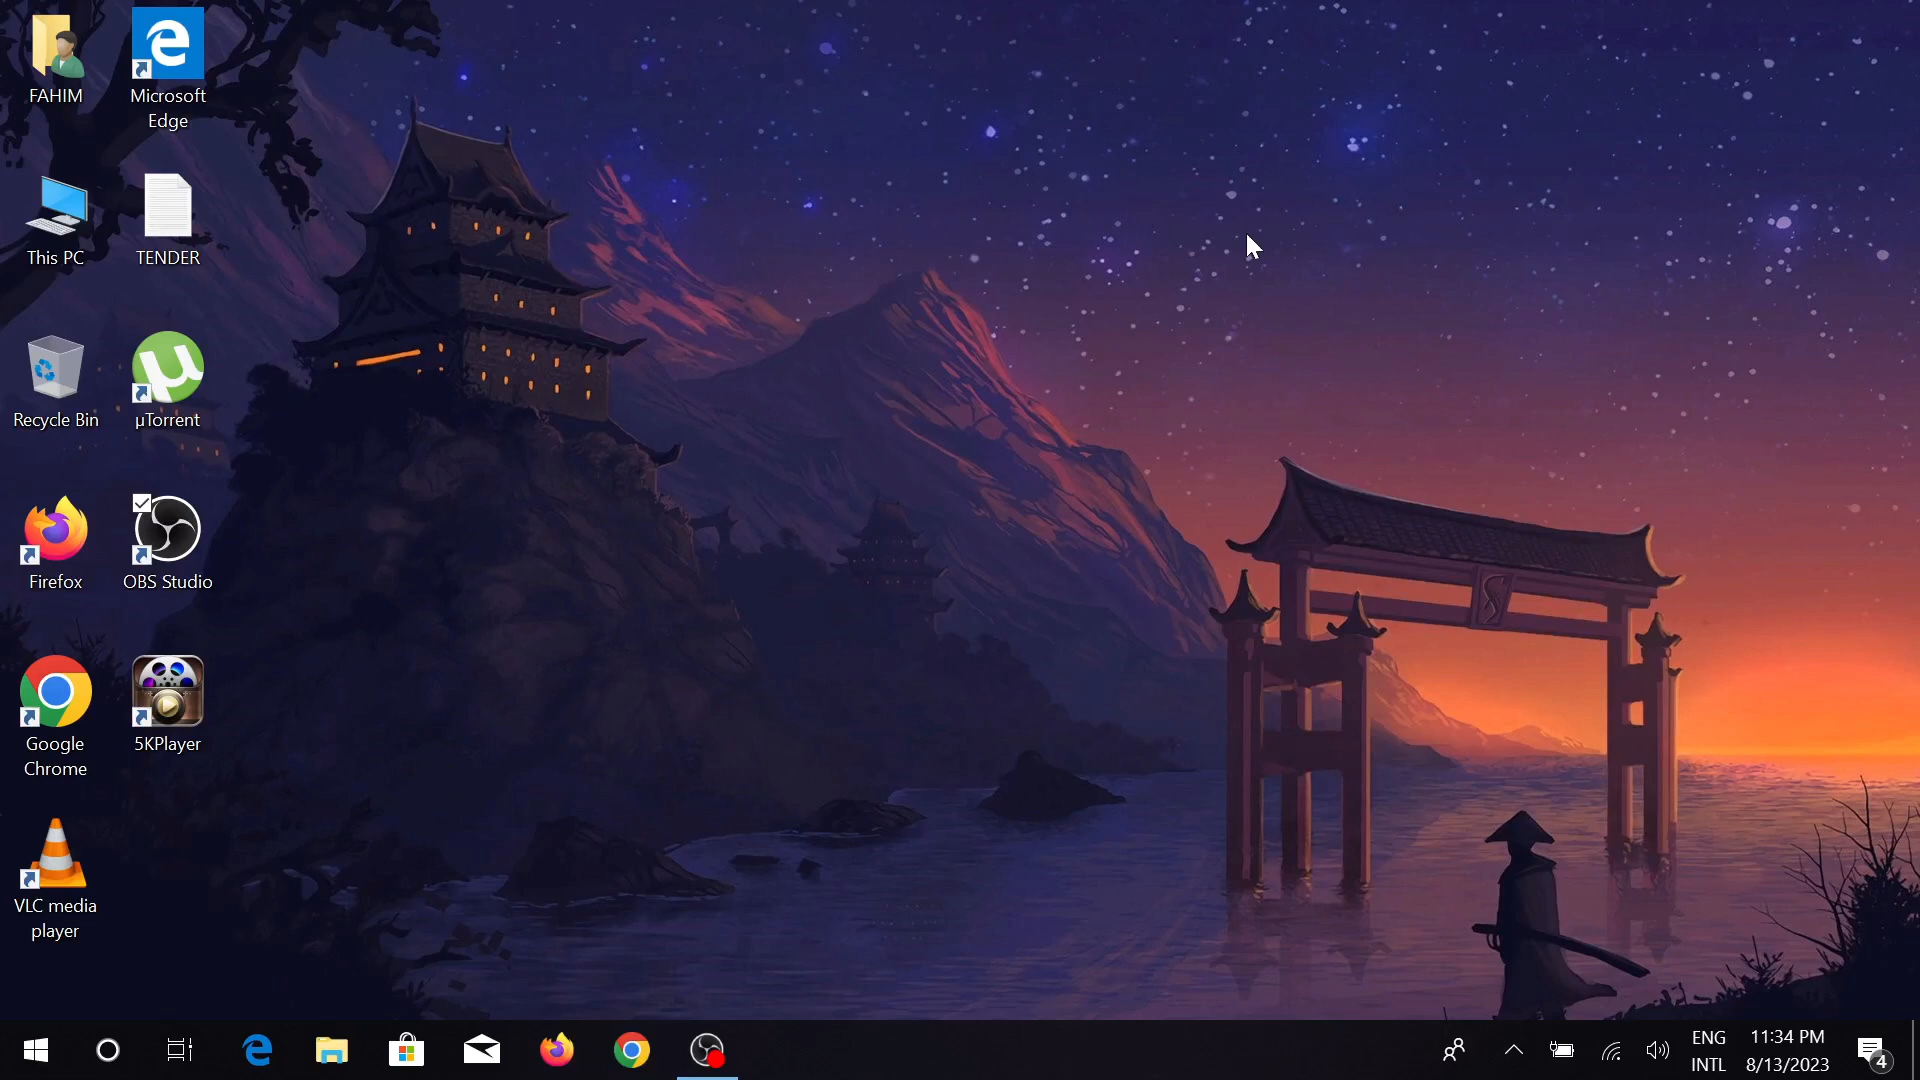 FAHIM
Microsoft
Edge
This PC
TENDER
Recycle Bin
µTorrent
Firefox
OBS Studio
Google
Chrome
5KPlayer
VLC media
player
ENG
INTL
11:34 PM
8/13/2023
4